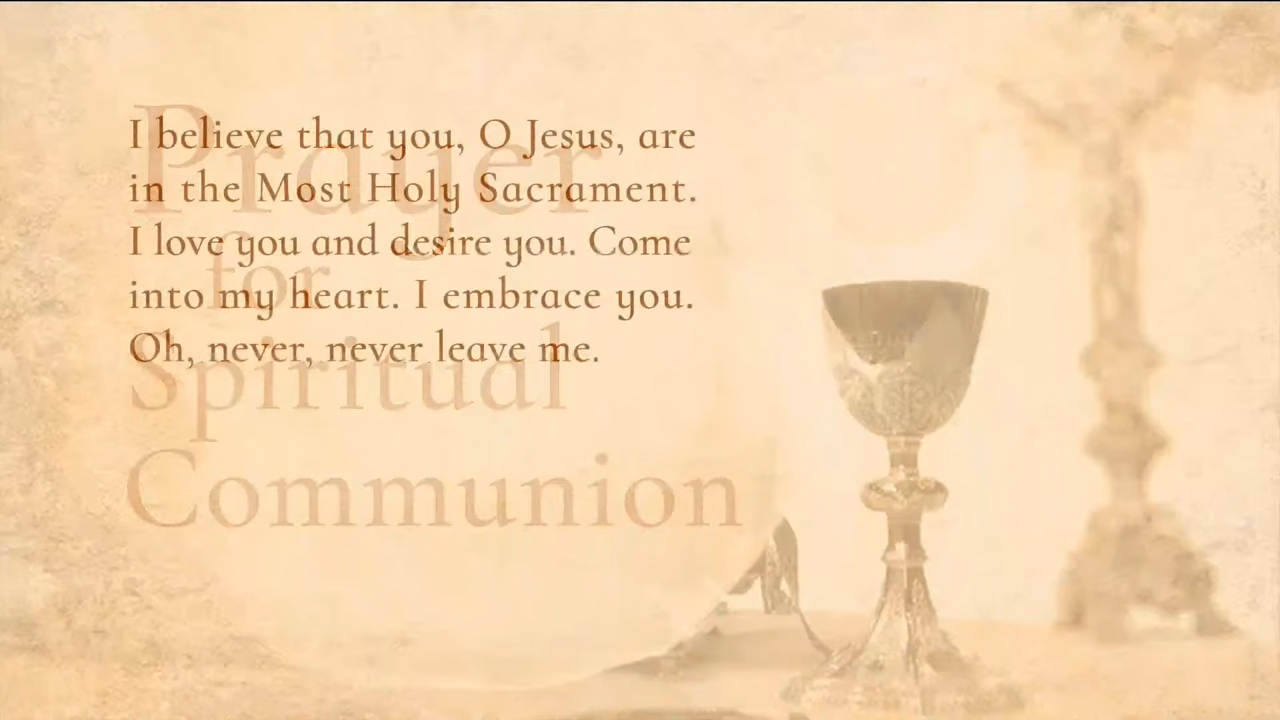 Prayer
for
Spiritual
Communion
I believe that you, O Jesus, are
in the Most Holy Sacrament.
I love you and desire you. Come
into my heart. I embrace you.
Oh, never, never leave me.